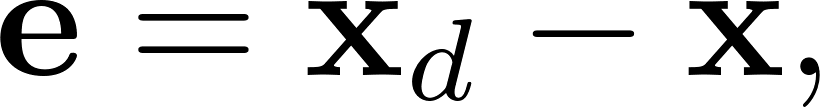 e = x_d − x,